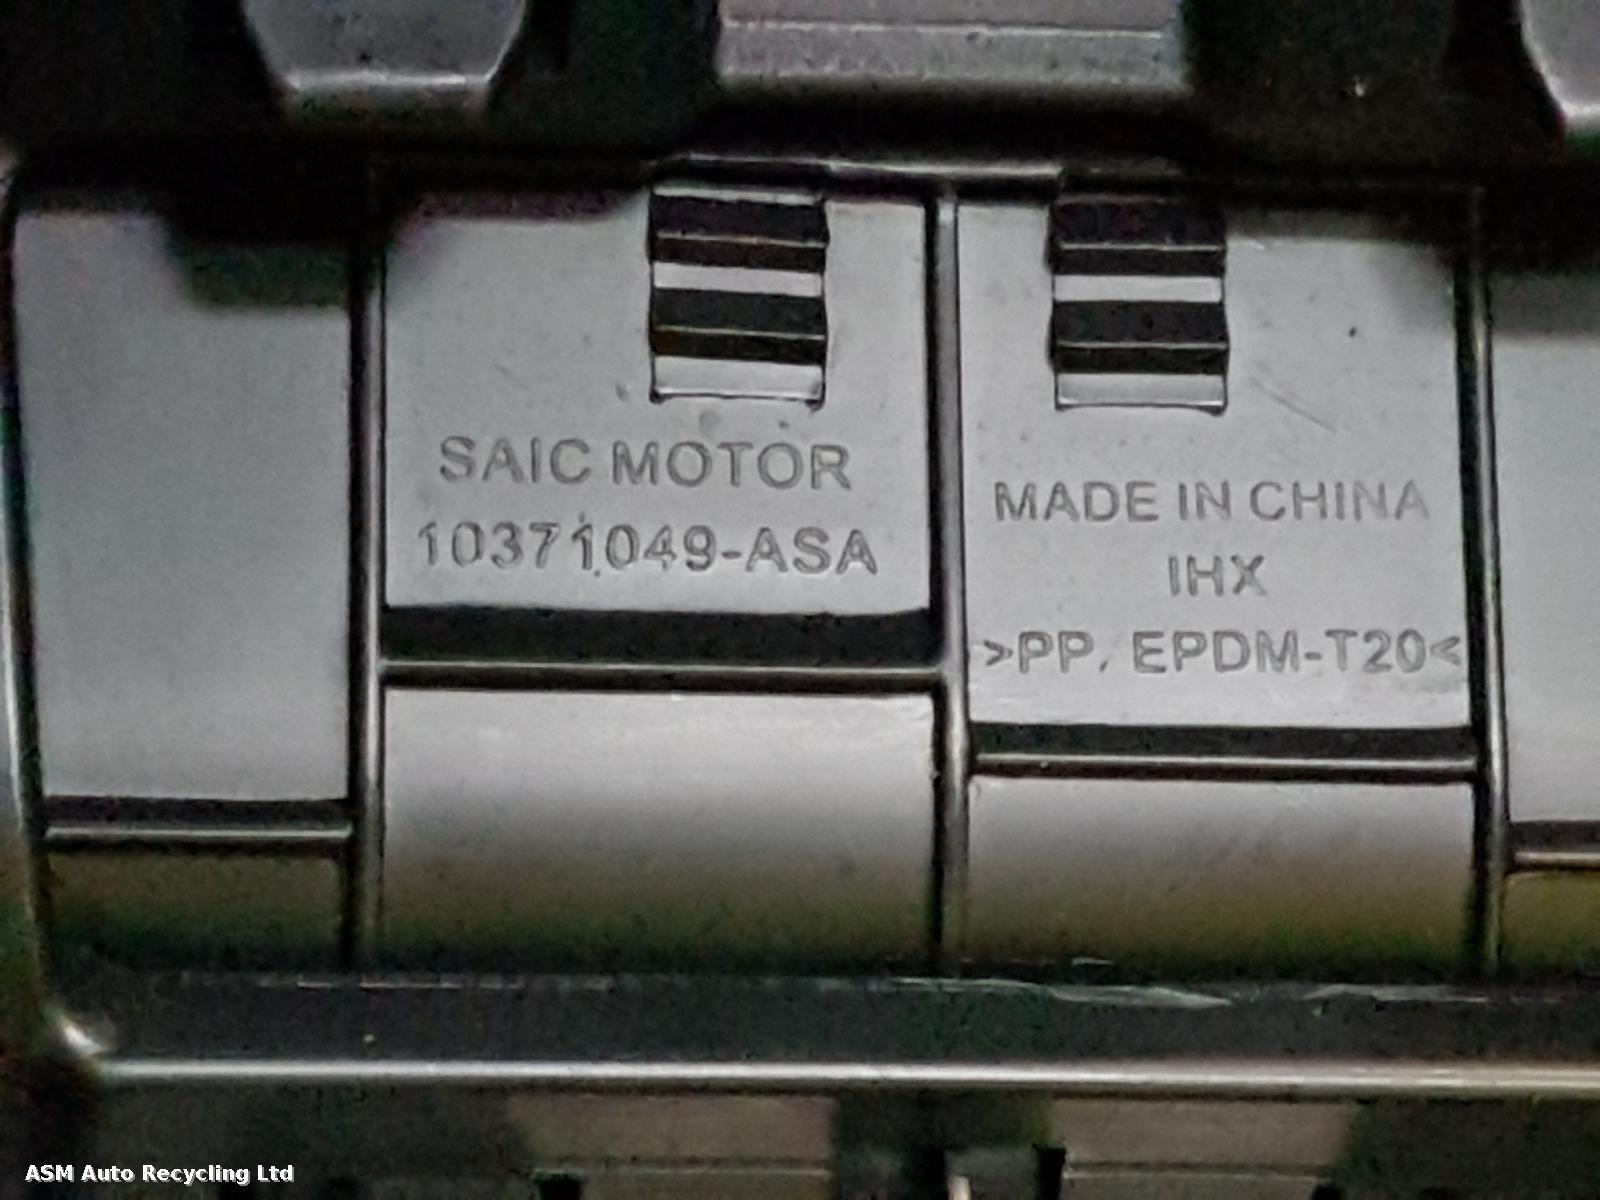 SAIC MOTOR
10371049-ASA
MADE IN CHINA
IHX
>PP, EPDM-T20<
ASM Auto Recycling Ltd